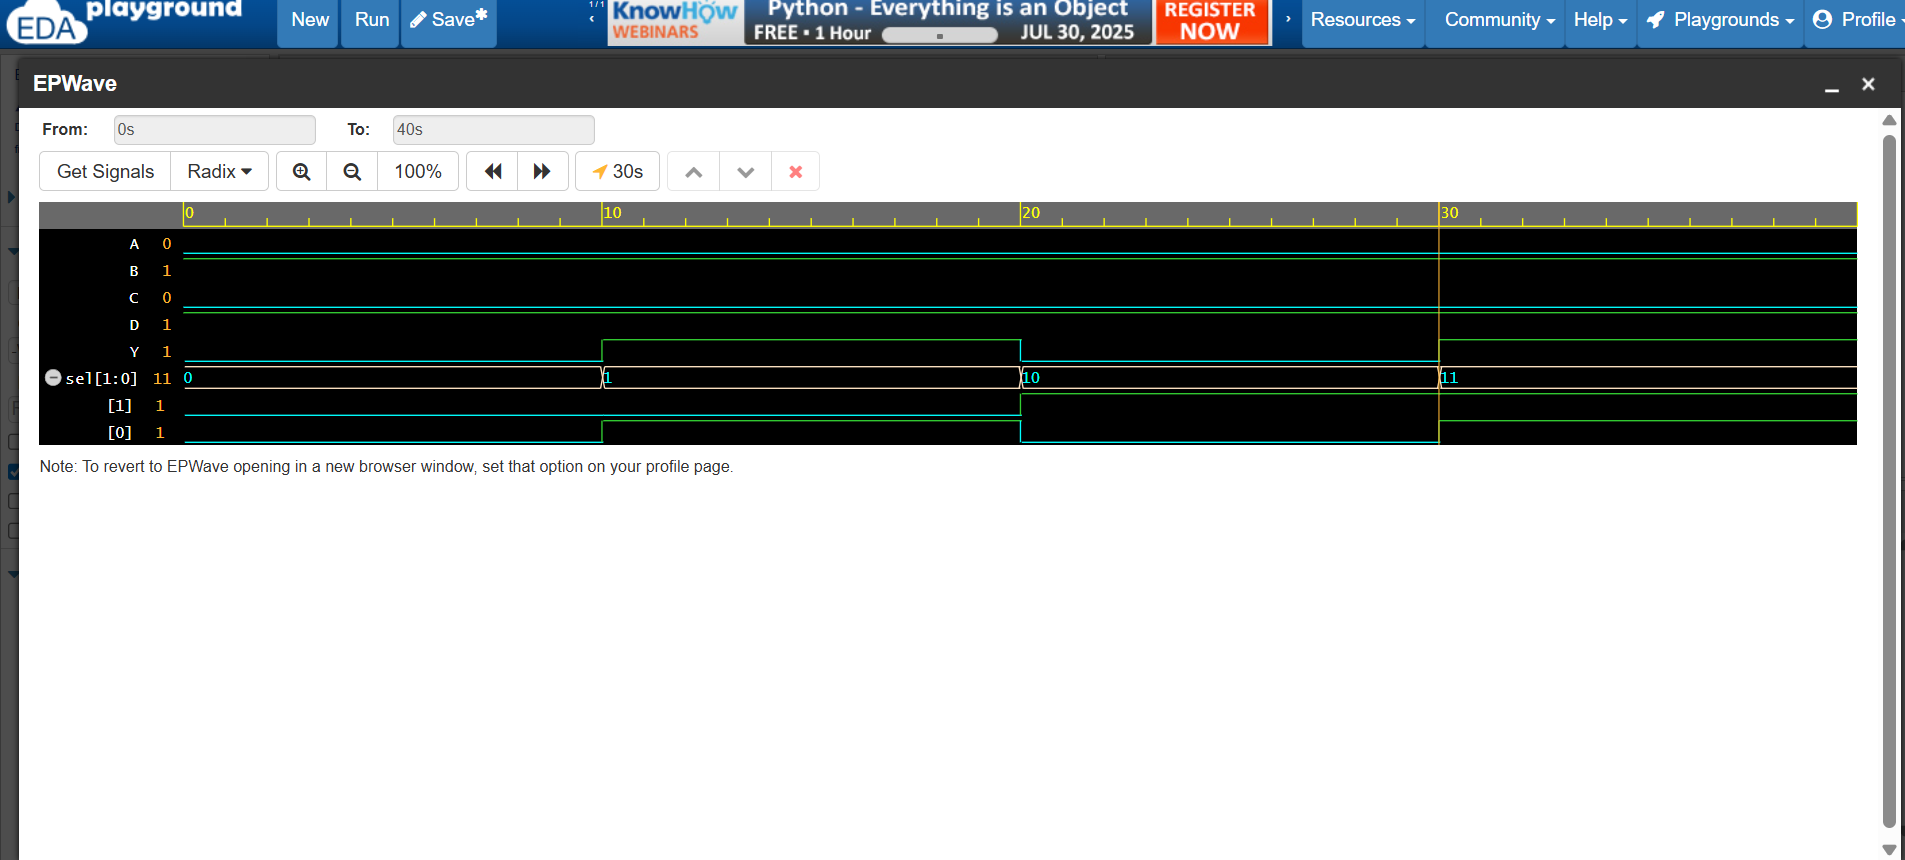 EDA playground
New Run Save*
1/1
KnowHow WEBINARS
Python - Everything is an Object
FREE • 1 Hour JUL 30, 2025
REGISTER NOW
Resources Community Help Playgrounds Profile
EPWave
From: 0s To: 40s
Get Signals Radix 100% 30s
0 10 20 30
A 0
B 1
C 0
D 1
Y 1
sel[1:0] 11 0 1 10 11
[1] 1
[0] 1
Note: To revert to EPWave opening in a new browser window, set that option on your profile page.